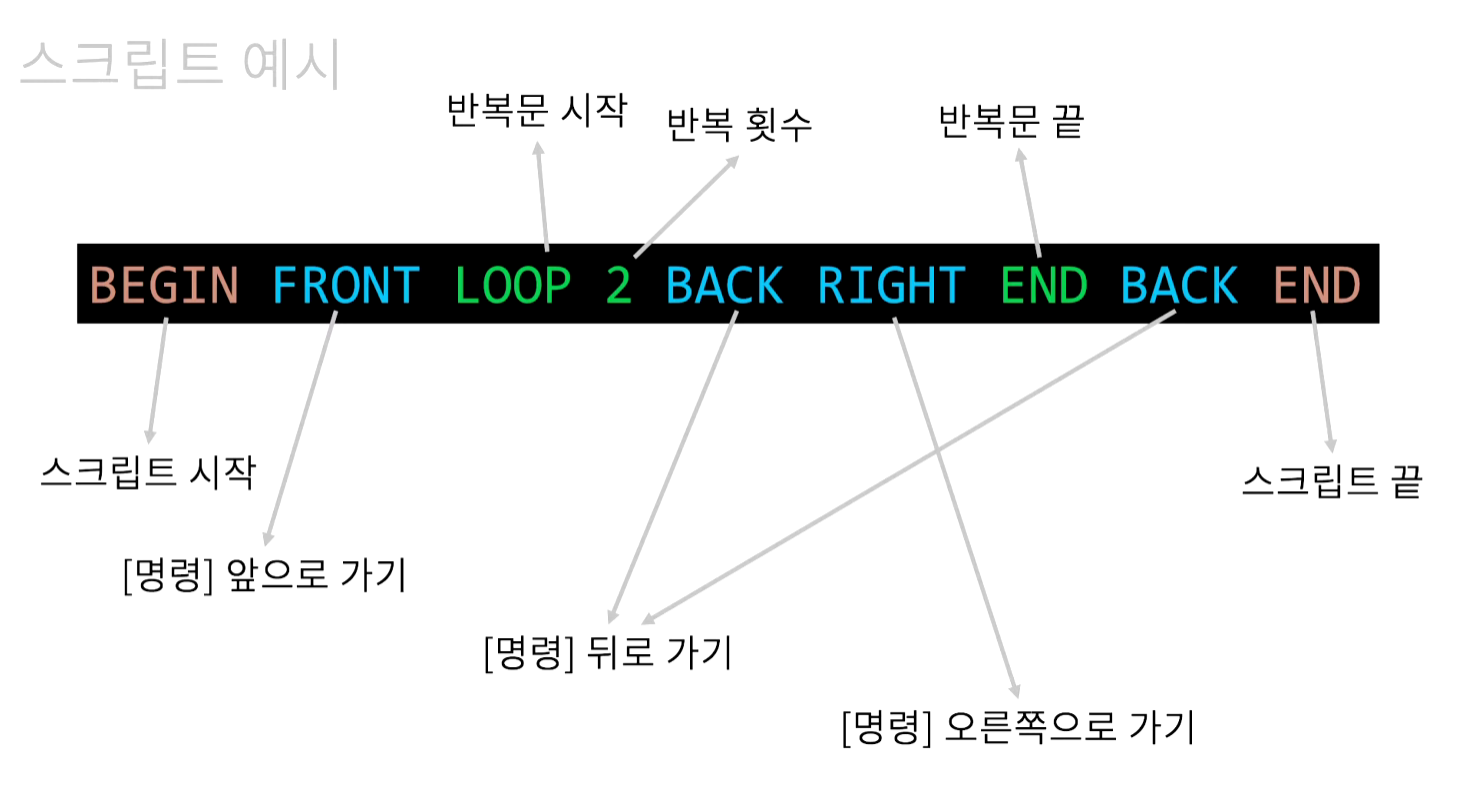 스크립트 예시
반복문 시작
반복 횟수
반복문 끝
BEGIN FRONT LOOP 2 BACK RIGHT END BACK END
스크립트 시작
스크립트 끝
[명령] 앞으로 가기
[명령] 뒤로 가기
[명령] 오른쪽으로 가기